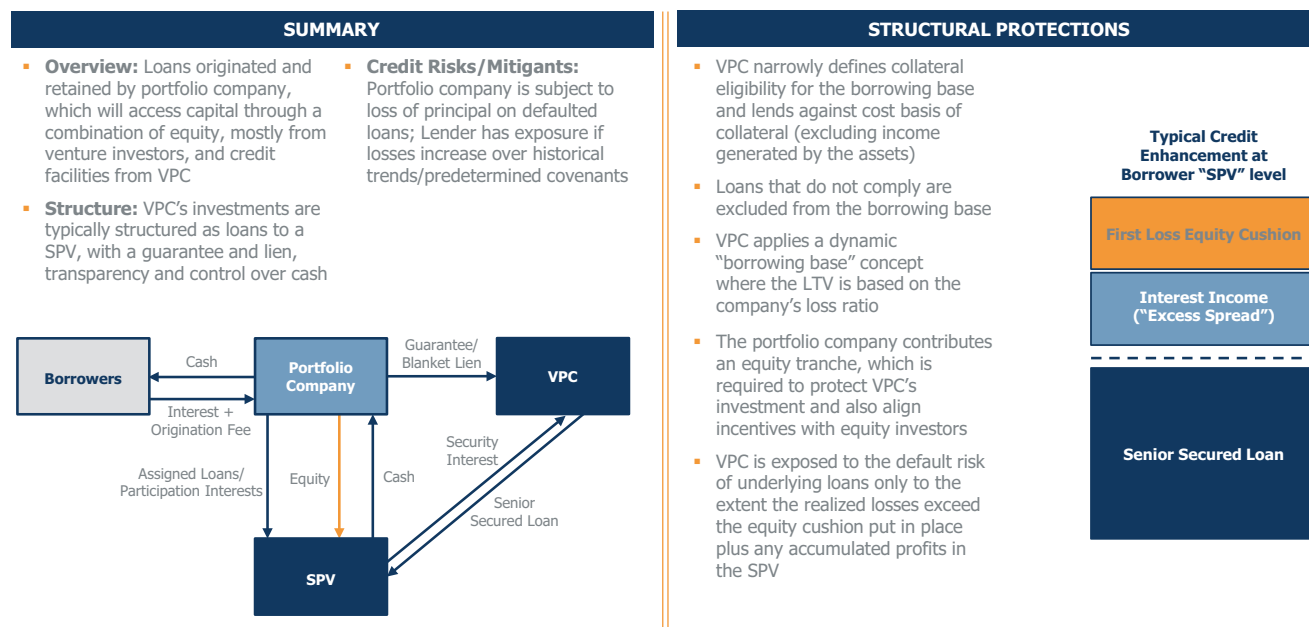 SUMMARY
▪ Overview: Loans originated and
retained by portfolio company,
which will access capital through a
combination of equity, mostly from
venture investors, and credit
facilities from VPC
▪ Structure: VPC’s investments are
typically structured as loans to a
SPV, with a guarantee and lien,
transparency and control over cash
▪ Credit Risks/Mitigants:
Portfolio company is subject to
loss of principal on defaulted
loans; Lender has exposure if
losses increase over historical
trends/predetermined covenants
Borrowers
Cash
Interest +
Origination Fee
Portfolio
Company
Guarantee/
Blanket Lien
VPC
Assigned Loans/
Participation Interests
Equity
Cash
Security
Interest
Senior
Secured Loan
SPV
STRUCTURAL PROTECTIONS
▪ VPC narrowly defines collateral
eligibility for the borrowing base
and lends against cost basis of
collateral (excluding income
generated by the assets)
▪ Loans that do not comply are
excluded from the borrowing base
▪ VPC applies a dynamic
“borrowing base” concept
where the LTV is based on the
company’s loss ratio
▪ The portfolio company contributes
an equity tranche, which is
required to protect VPC’s
investment and also align
incentives with equity investors
▪ VPC is exposed to the default risk
of underlying loans only to the
extent the realized losses exceed
the equity cushion put in place
plus any accumulated profits in
the SPV
Typical Credit
Enhancement at
Borrower “SPV” level
First Loss Equity Cushion
Interest Income
(“Excess Spread”)
Senior Secured Loan